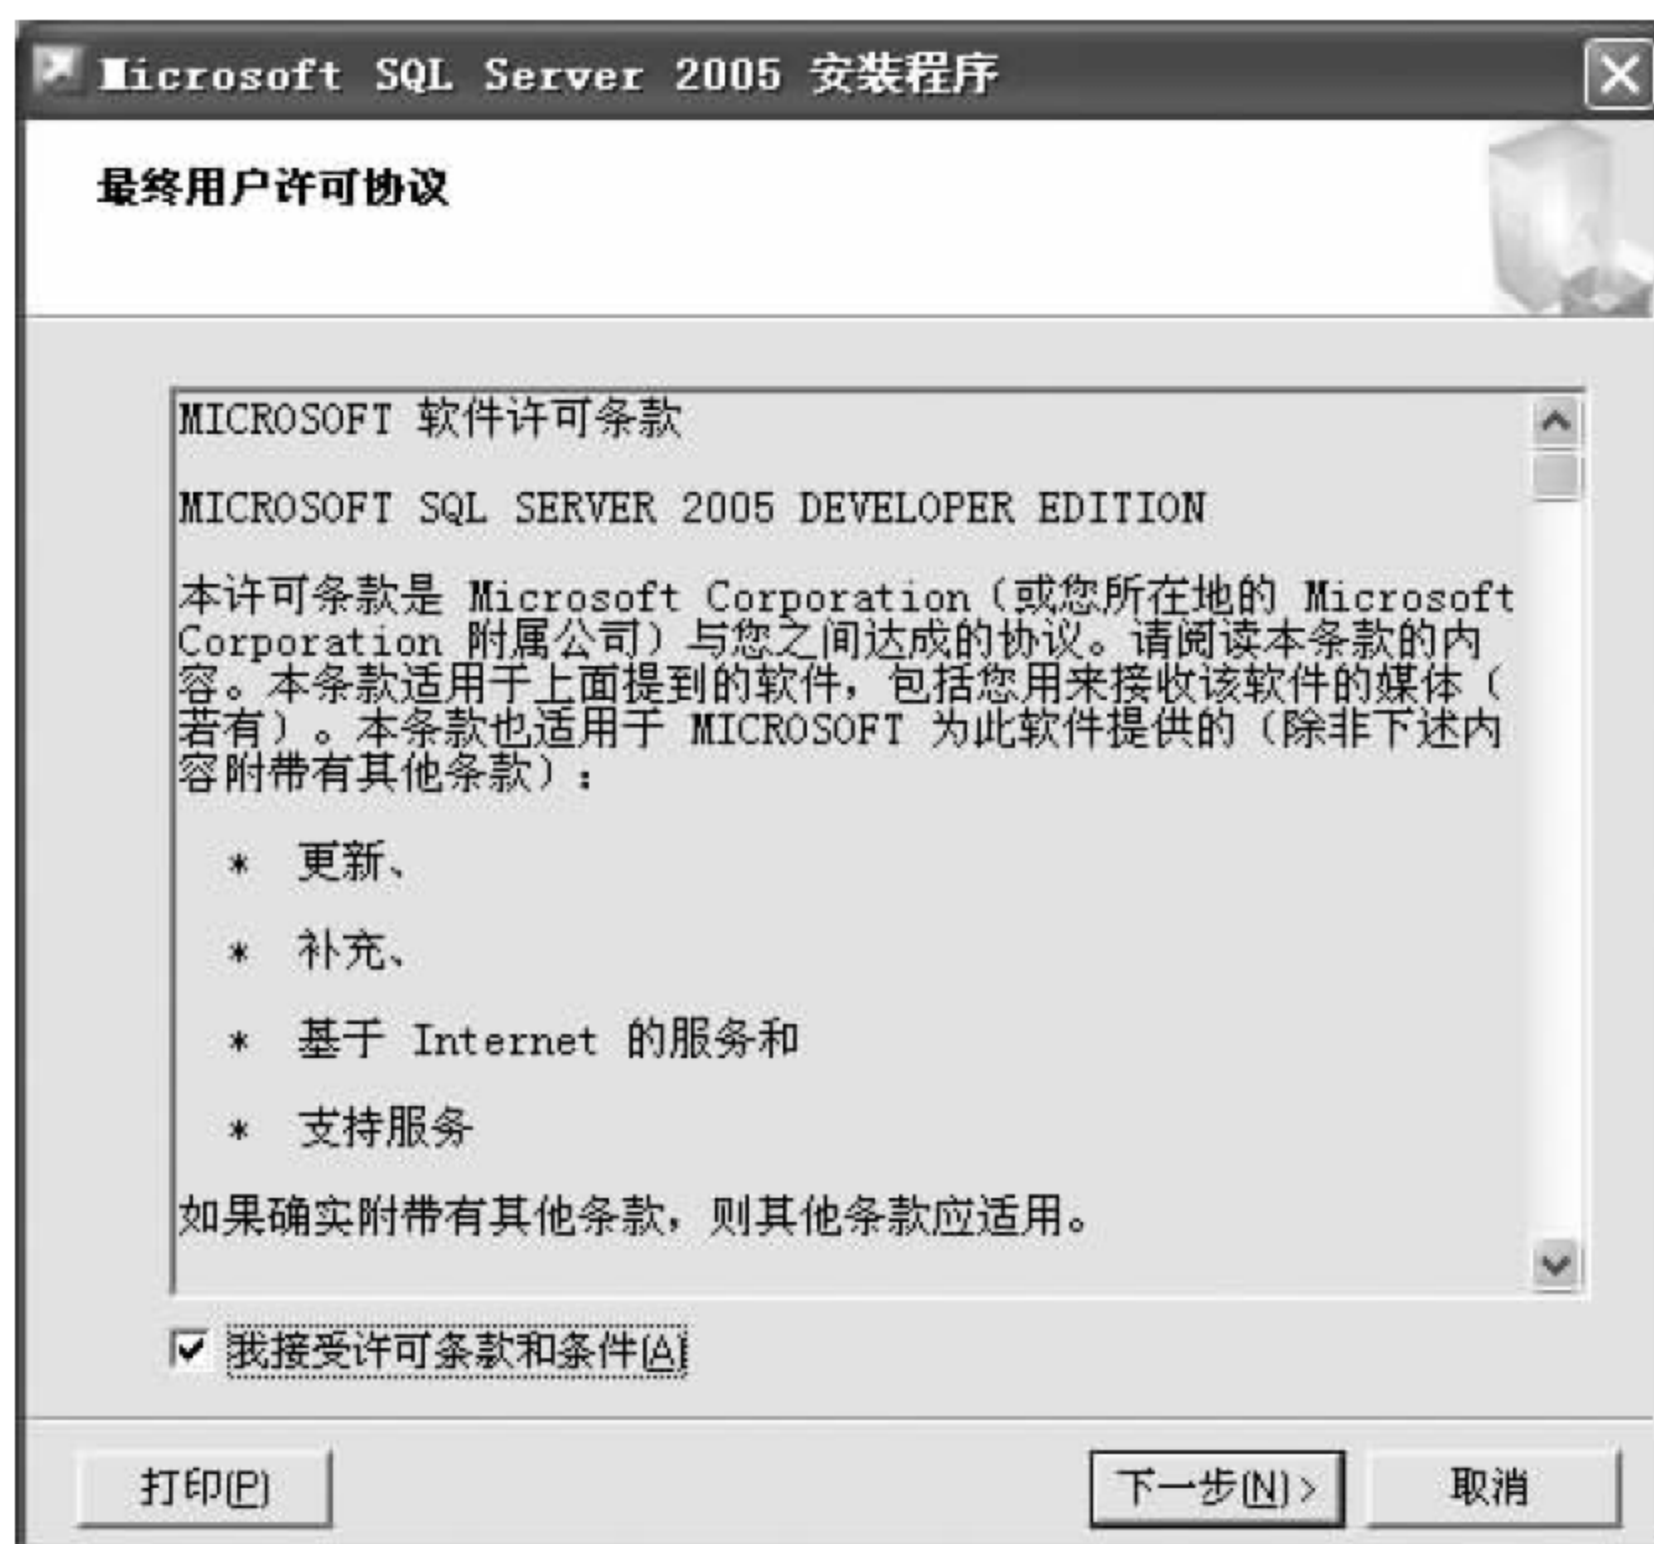 Microsoft SQL Server 2005 安装程序
最终用户许可协议
MICROSOFT 软件许可条款
MICROSOFT SQL SERVER 2005 DEVELOPER EDITION
本许可条款是 Microsoft Corporation（或您所在地的 Microsoft
Corporation 附属公司）与您之间达成的协议。请阅读本条款的内
容。本条款适用于上面提到的软件，包括您用来接收该软件的媒体（
若有）。本条款也适用于 MICROSOFT 为此软件提供的（除非下述内
容附带有其他条款）：
* 更新、
* 补充、
* 基于 Internet 的服务和
* 支持服务
如果确实附带有其他条款，则其他条款应适用。
我接受许可条款和条件(A)
打印(P)
下一步(N)>
取消